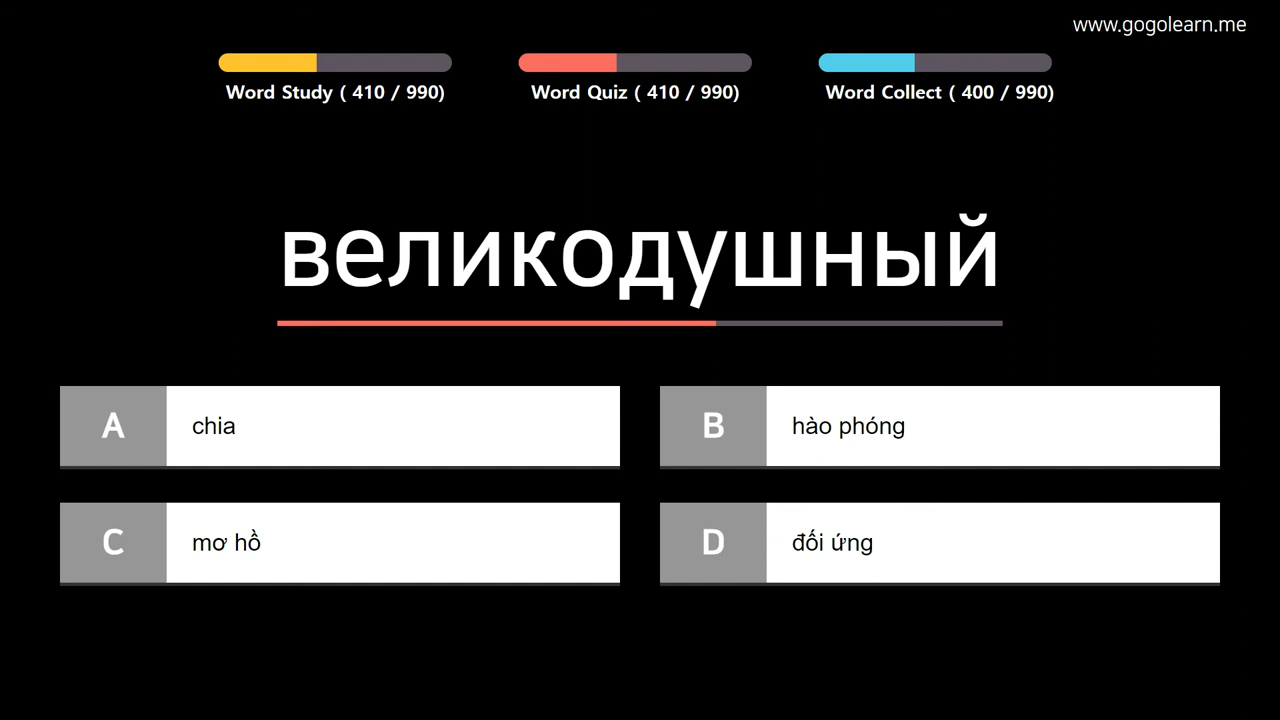 www.gogolearn.me
Word Study ( 410 / 990)
Word Quiz ( 410 / 990)
Word Collect ( 400 / 990)
великодушный
A chia
B hào phóng
C mơ hồ
D đối ứng